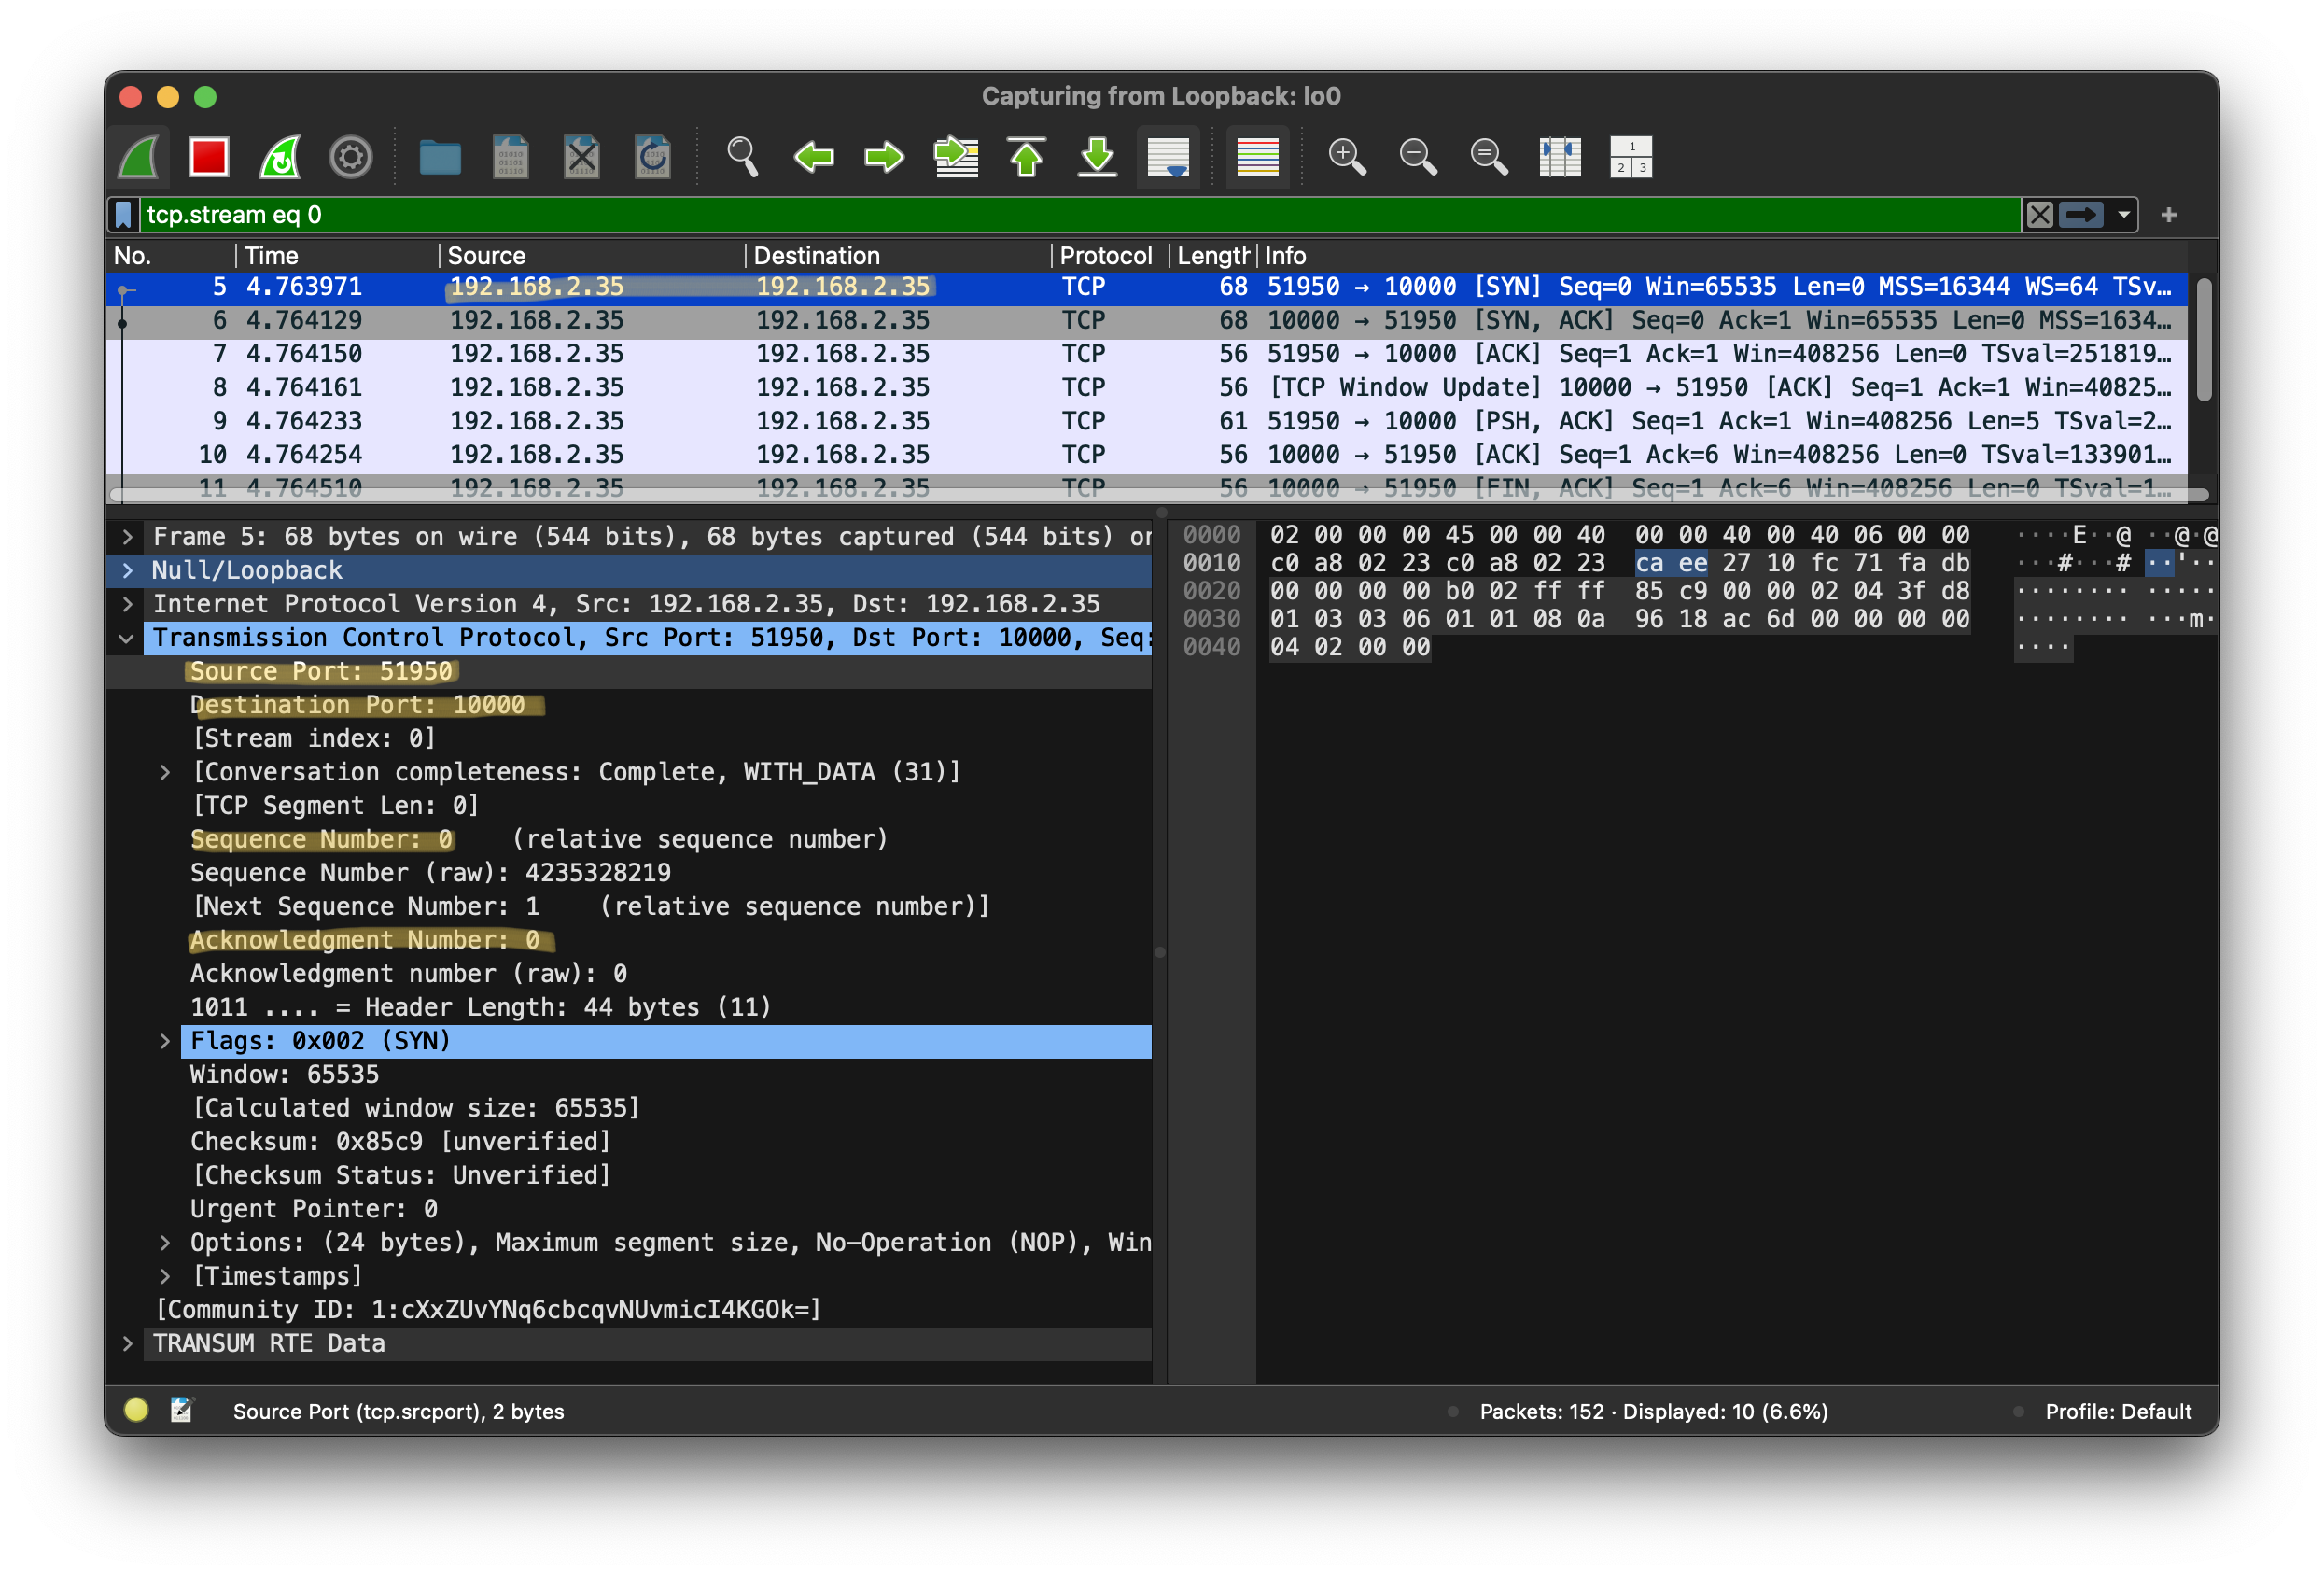 Capturing from Loopback: lo0
tcp.stream eq 0
No. Time Source Destination Protocol Length Info
5 4.763971 192.168.2.35 192.168.2.35 TCP 68 51950 → 10000 [SYN] Seq=0 Win=65535 Len=0 MSS=16344 WS=64 TSv…
6 4.764129 192.168.2.35 192.168.2.35 TCP 68 10000 → 51950 [SYN, ACK] Seq=0 Ack=1 Win=65535 Len=0 MSS=1634…
7 4.764150 192.168.2.35 192.168.2.35 TCP 56 51950 → 10000 [ACK] Seq=1 Ack=1 Win=408256 Len=0 TSval=251819…
8 4.764161 192.168.2.35 192.168.2.35 TCP 56 [TCP Window Update] 10000 → 51950 [ACK] Seq=1 Ack=1 Win=40825…
9 4.764233 192.168.2.35 192.168.2.35 TCP 61 51950 → 10000 [PSH, ACK] Seq=1 Ack=1 Win=408256 Len=5 TSval=2…
10 4.764254 192.168.2.35 192.168.2.35 TCP 56 10000 → 51950 [ACK] Seq=1 Ack=6 Win=408256 Len=0 TSval=133901…
11 4.764510 192.168.2.35 192.168.2.35 TCP 56 10000 → 51950 [FIN, ACK] Seq=1 Ack=6 Win=408256 Len=0 TSval=1…
Frame 5: 68 bytes on wire (544 bits), 68 bytes captured (544 bits) or
Null/Loopback
Internet Protocol Version 4, Src: 192.168.2.35, Dst: 192.168.2.35
Transmission Control Protocol, Src Port: 51950, Dst Port: 10000, Seq:
Source Port: 51950
Destination Port: 10000
[Stream index: 0]
[Conversation completeness: Complete, WITH_DATA (31)]
[TCP Segment Len: 0]
Sequence Number: 0 (relative sequence number)
Sequence Number (raw): 4235328219
[Next Sequence Number: 1 (relative sequence number)]
Acknowledgment Number: 0
Acknowledgment number (raw): 0
1011 .... = Header Length: 44 bytes (11)
Flags: 0x002 (SYN)
Window: 65535
[Calculated window size: 65535]
Checksum: 0x85c9 [unverified]
[Checksum Status: Unverified]
Urgent Pointer: 0
Options: (24 bytes), Maximum segment size, No-Operation (NOP), Win
[Timestamps]
[Community ID: 1:cXxZUvYNq6cbcqvNUvmicI4KGOk=]
TRANSUM RTE Data
0000 02 00 00 00 45 00 00 40 00 00 40 00 40 06 00 00 ····E··@ ··@·@
0010 c0 a8 02 23 c0 a8 02 23 ca ee 27 10 fc 71 fa db ···#···# ··'··
0020 00 00 00 00 b0 02 ff ff 85 c9 00 00 02 04 3f d8 ········ ·····
0030 01 03 03 06 01 01 08 0a 96 18 ac 6d 00 00 00 00 ········ ···m·
0040 04 02 00 00 ····
Source Port (tcp.srcport), 2 bytes
Packets: 152 · Displayed: 10 (6.6%)
Profile: Default